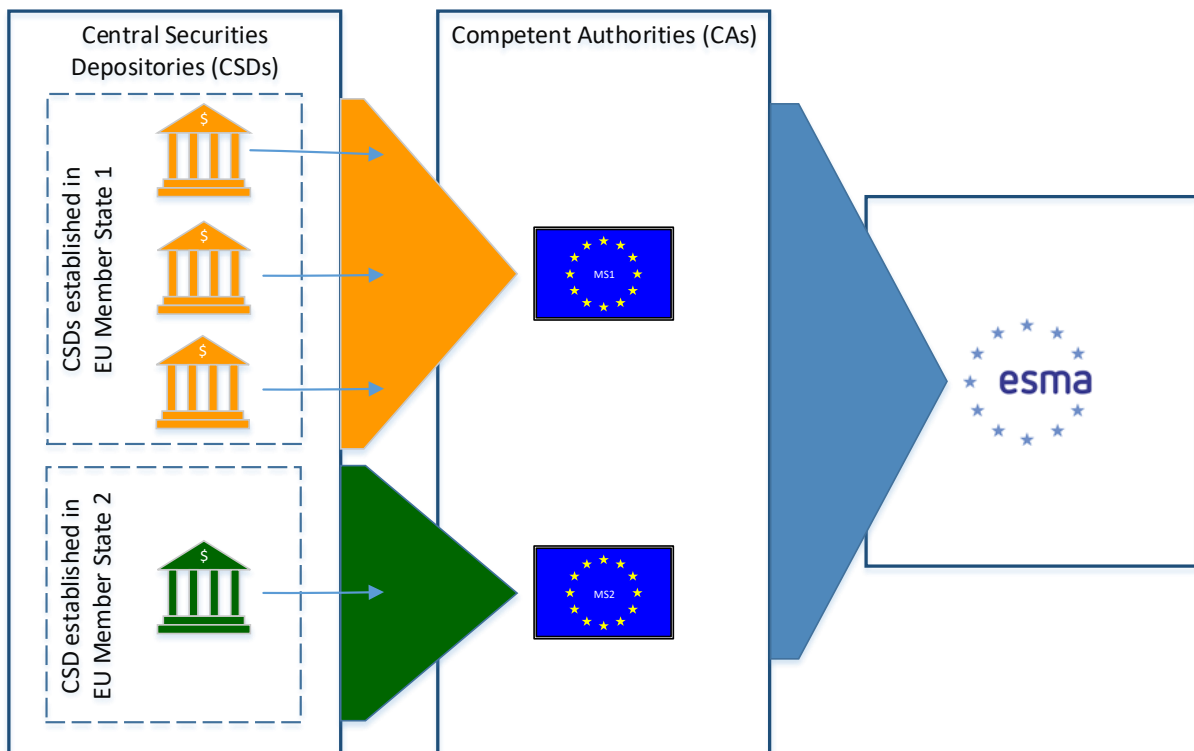 Central Securities
Depositories (CSDs)
Competent Authorities (CAs)
CSDs established in
EU Member State 1
$
$
$
MS1
esma
CSD established in
EU Member State 2
$
MS2